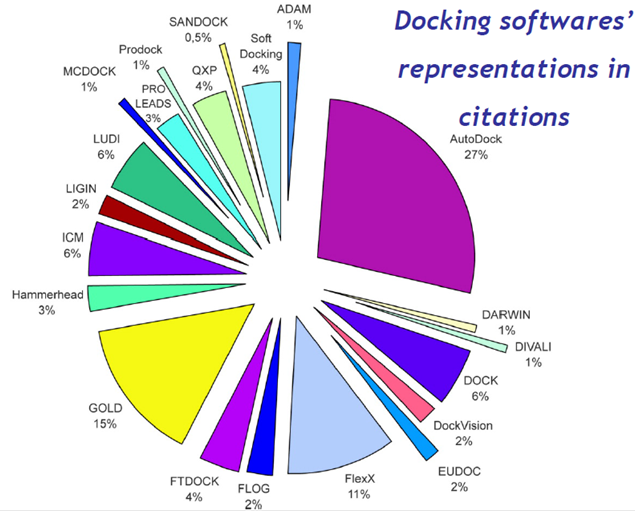 Docking softwares’
representations in
citations
ADAM
1%
AutoDock
27%
DARWIN
1%
DIVALI
1%
DOCK
6%
DockVision
2%
EUDOC
2%
FlexX
11%
FLOG
2%
FTDOCK
4%
GOLD
15%
Hammerhead
3%
ICM
6%
LIGIN
2%
LUDI
6%
MCDOCK
1%
PRO
LEADS
3%
Prodock
1%
QXP
4%
SANDOCK
0,5%
Soft
Docking
4%